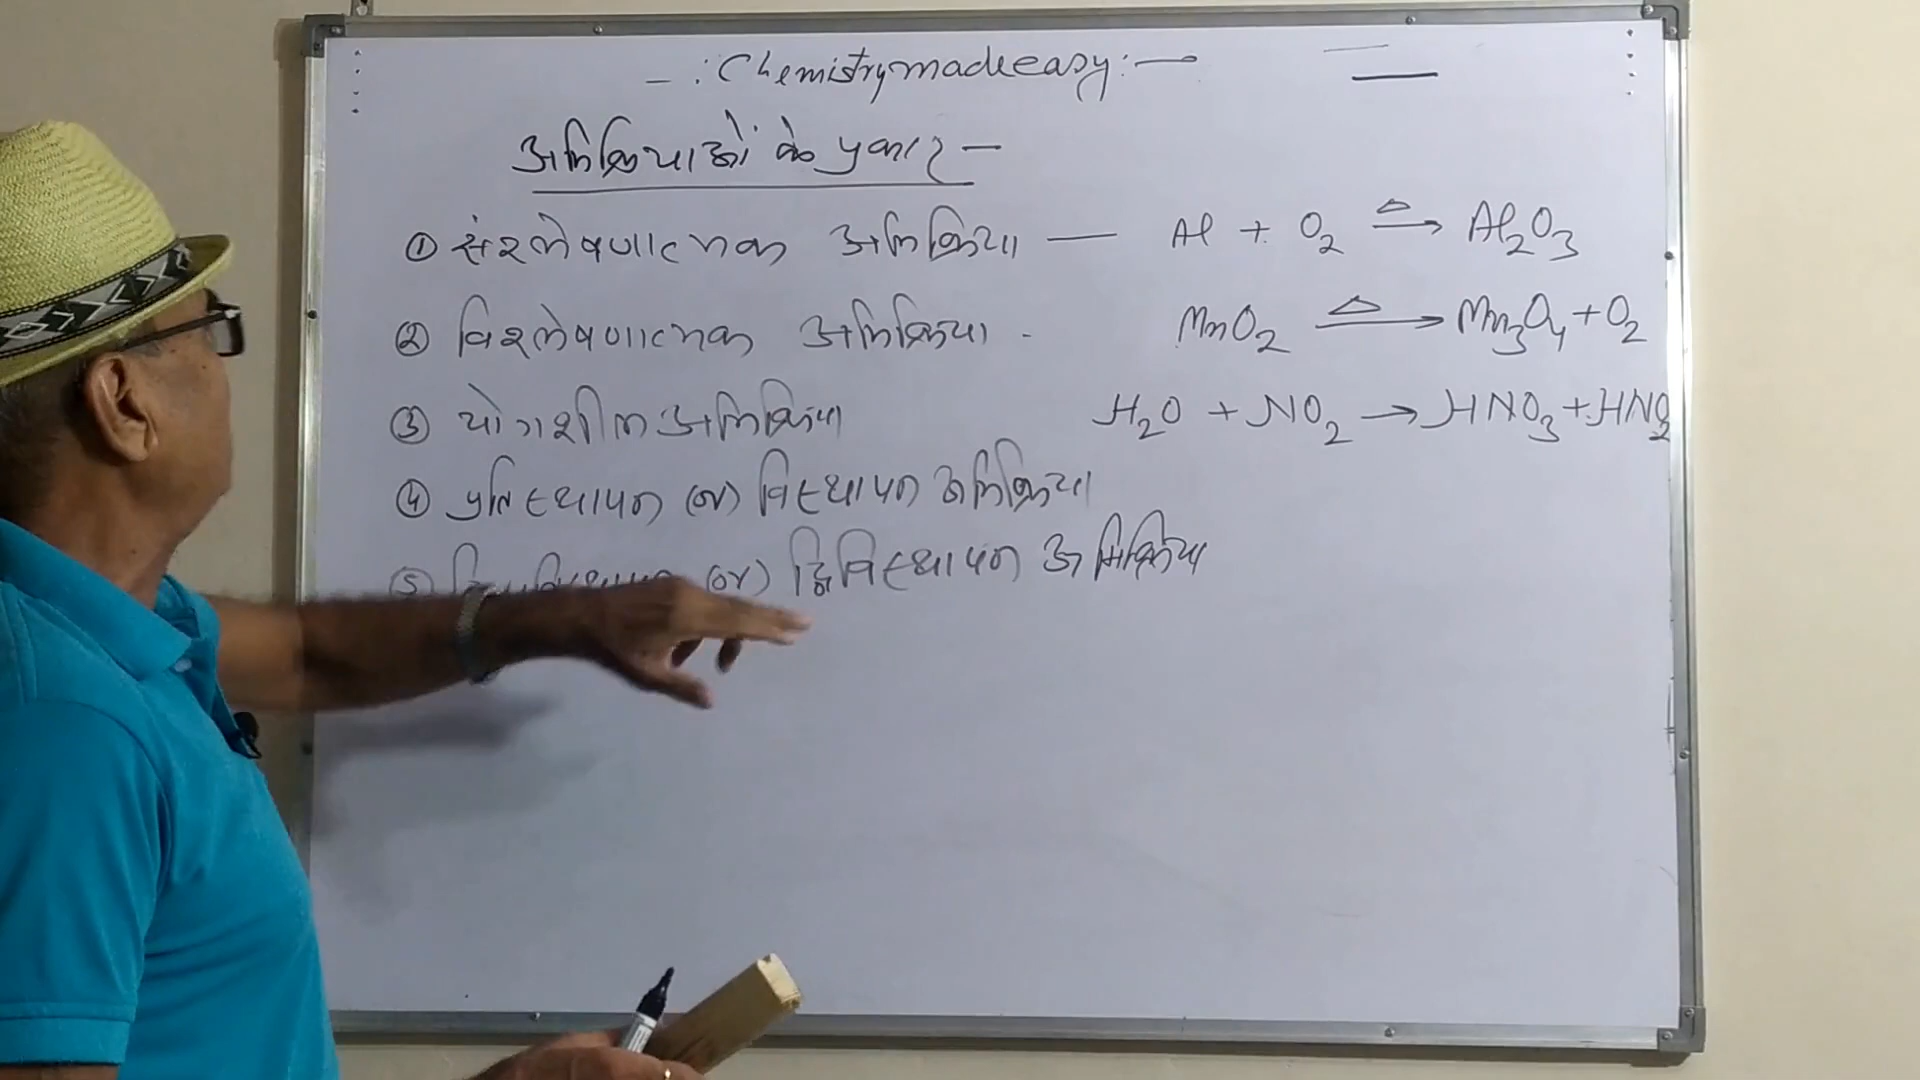 - : Chemistry made easy : -
अभिक्रियाओं के प्रकार -
① संश्लेषणात्मक अभिक्रिया — Al + O₂ →(Δ) Al₂O₃
② विश्लेषणात्मक अभिक्रिया - MnO₂ →(Δ) Mn₃O₄ + O₂
③ योगशील अभिक्रिया H₂O + NO₂ → HNO₃ + HNO₂
④ प्रतिस्थापन (or) विस्थापन अभिक्रिया
⑤ (or) द्विविस्थापन अभिक्रिया